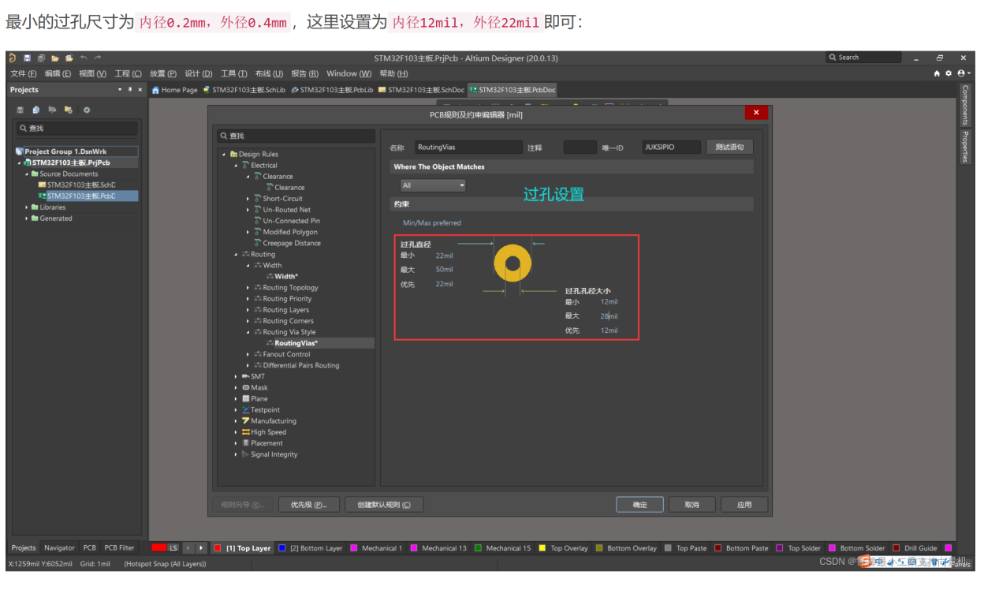 最小的过孔尺寸为 内径0.2mm，外径0.4mm ，这里设置为 内径12mil，外径22mil 即可：
STM32F103主板.PrjPcb - Altium Designer (20.0.13)
Search
文件 (F) 编辑 (E) 视图 (V) 工程 (C) 放置 (P) 设计 (D) 工具 (T) 布线 (U) 报告 (R) Window (W) 帮助 (H)
Projects
Home Page STM32F103主板.SchLib STM32F103主板.PcbLib STM32F103主板.SchDoc STM32F103主板.PcbDoc
Components
Properties
查找
Project Group 1.DsnWrk
STM32F103主板.PrjPcb
Source Documents
STM32F103主板.SchD
STM32F103主板.PcbD
Libraries
Generated
PCB规则及约束编辑器 [mil]
查找
Design Rules
Electrical
Clearance
Clearance
Short-Circuit
Un-Routed Net
Un-Connected Pin
Modified Polygon
Creepage Distance
Routing
Width
Width*
Routing Topology
Routing Priority
Routing Layers
Routing Corners
Routing Via Style
RoutingVias*
Fanout Control
Differential Pairs Routing
SMT
Mask
Plane
Testpoint
Manufacturing
High Speed
Placement
Signal Integrity
名称 RoutingVias 注释 唯一ID JUKSIPIO 测试语句
Where The Object Matches
All
过孔设置
约束
Min/Max preferred
过孔直径
最小 22mil
最大 50mil
优先 22mil
过孔孔径大小
最小 12mil
最大 28mil
优先 12mil
规则向导 (R)... 优先级 (P)... 创建默认规则 (C) 确定 取消 应用
Projects Navigator PCB PCB Filter LS [1] Top Layer [2] Bottom Layer Mechanical 1 Mechanical 13 Mechanical 15 Top Overlay Bottom Overlay Top Paste Bottom Paste Top Solder Bottom Solder Drill Guide
X:1259mil Y:6052mil Grid: 1mil (Hotspot Snap (All Layers))
CSDN @
Panels